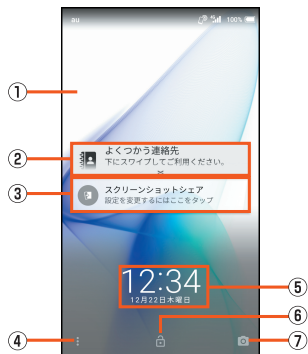 au 100%
①
② よくつかう連絡先
下にスワイプしてご利用ください。
③ スクリーンショットシェア
設定を変更するにはここをタップ
12:34 ⑤
12月22日木曜日
④ ⑥ ⑦